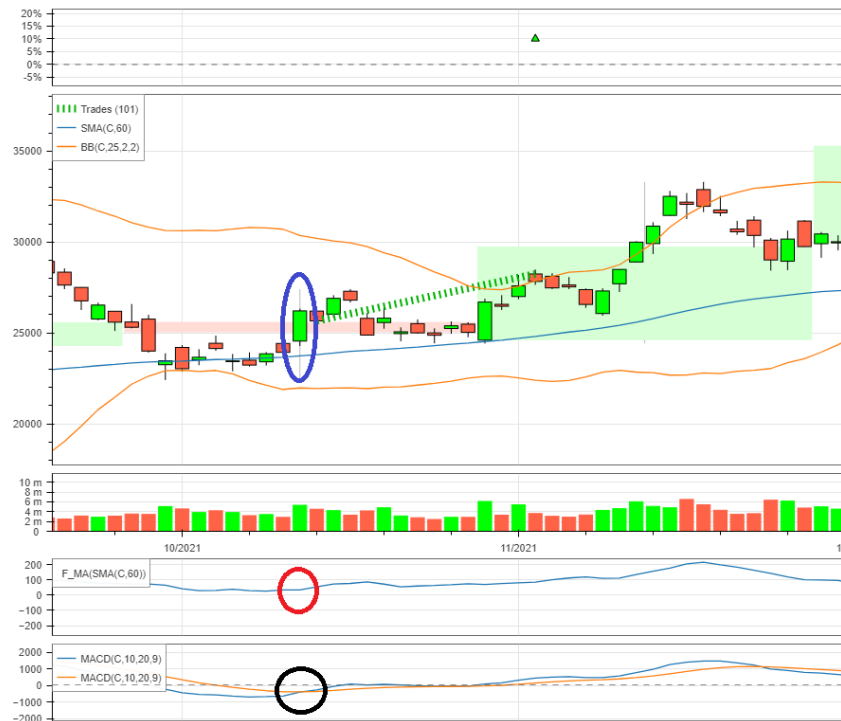 20%
15%
10%
5%
0%
−5%
Trades (101)
SMA(C,60)
BB(C,25,2,2)
35000
30000
25000
20000
10 m
8 m
6 m
4 m
2 m
0
10/2021
11/2021
1
F_MA(SMA(C,60))
200
100
0
−100
−200
MACD(C,10,20,9)
MACD(C,10,20,9)
2000
1000
0
−1000
−2000